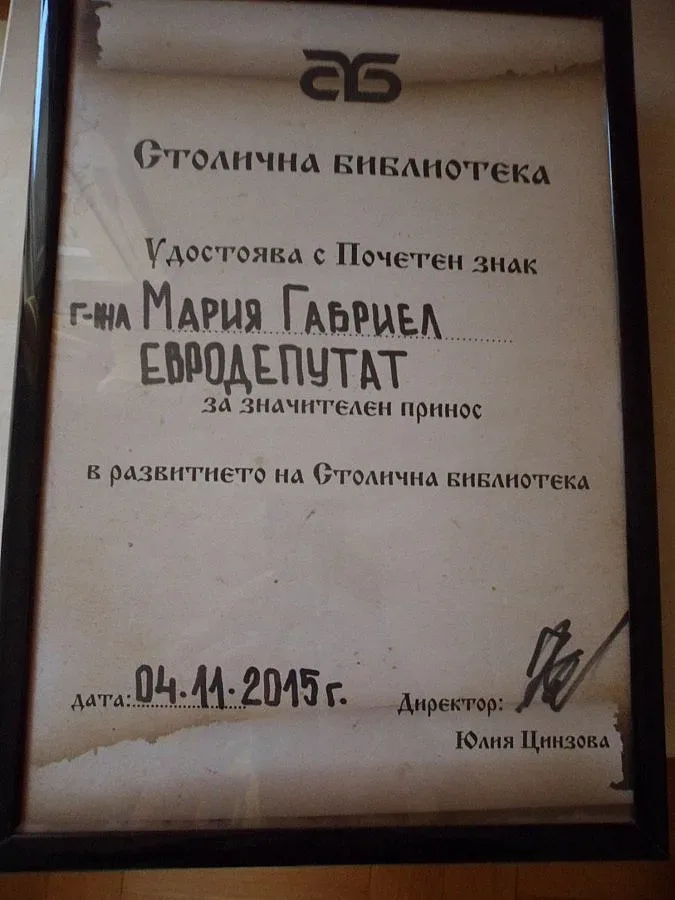 СБ
Столична библиотека
Удостоява с Почетен знак
г-жа Мария Габриел
ЕВРОДЕПУТАТ
за значителен принос
в развитието на Столична библиотека
дата: 04.11.2015 г.
Директор:
Юлия Цинзова